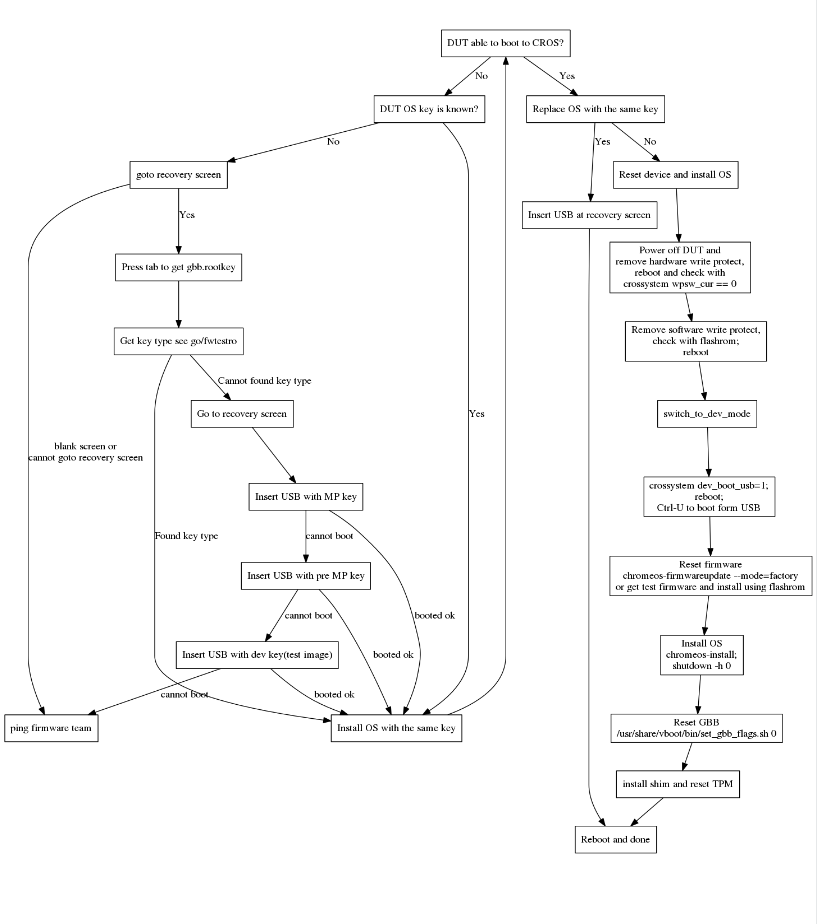 DUT able to boot to CROS?
No
Yes
DUT OS key is known?
Replace OS with the same key
No
Yes
No
goto recovery screen
Reset device and install OS
Yes
Insert USB at recovery screen
Power off DUT and
remove hardware write protect,
reboot and check with
crossystem wpsw_cur == 0
Press tab to get gbb.rootkey
Get key type see go/fwtestro
Remove software write protect,
check with flashrom;
reboot
Cannot found key type
Go to recovery screen
switch_to_dev_mode
Yes
blank screen or
cannot goto recovery screen
Insert USB with MP key
crossystem dev_boot_usb=1;
reboot;
Ctrl-U to boot form USB
Found key type
cannot boot
Insert USB with pre MP key
Reset firmware
chromeos-firmwareupdate --mode=factory
or get test firmware and install using flashrom
cannot boot
booted ok
Insert USB with dev key(test image)
booted ok
Install OS
chromeos-install;
shutdown -h 0
cannot boot
booted ok
ping firmware team
Install OS with the same key
Reset GBB
/usr/share/vboot/bin/set_gbb_flags.sh 0
install shim and reset TPM
Reboot and done